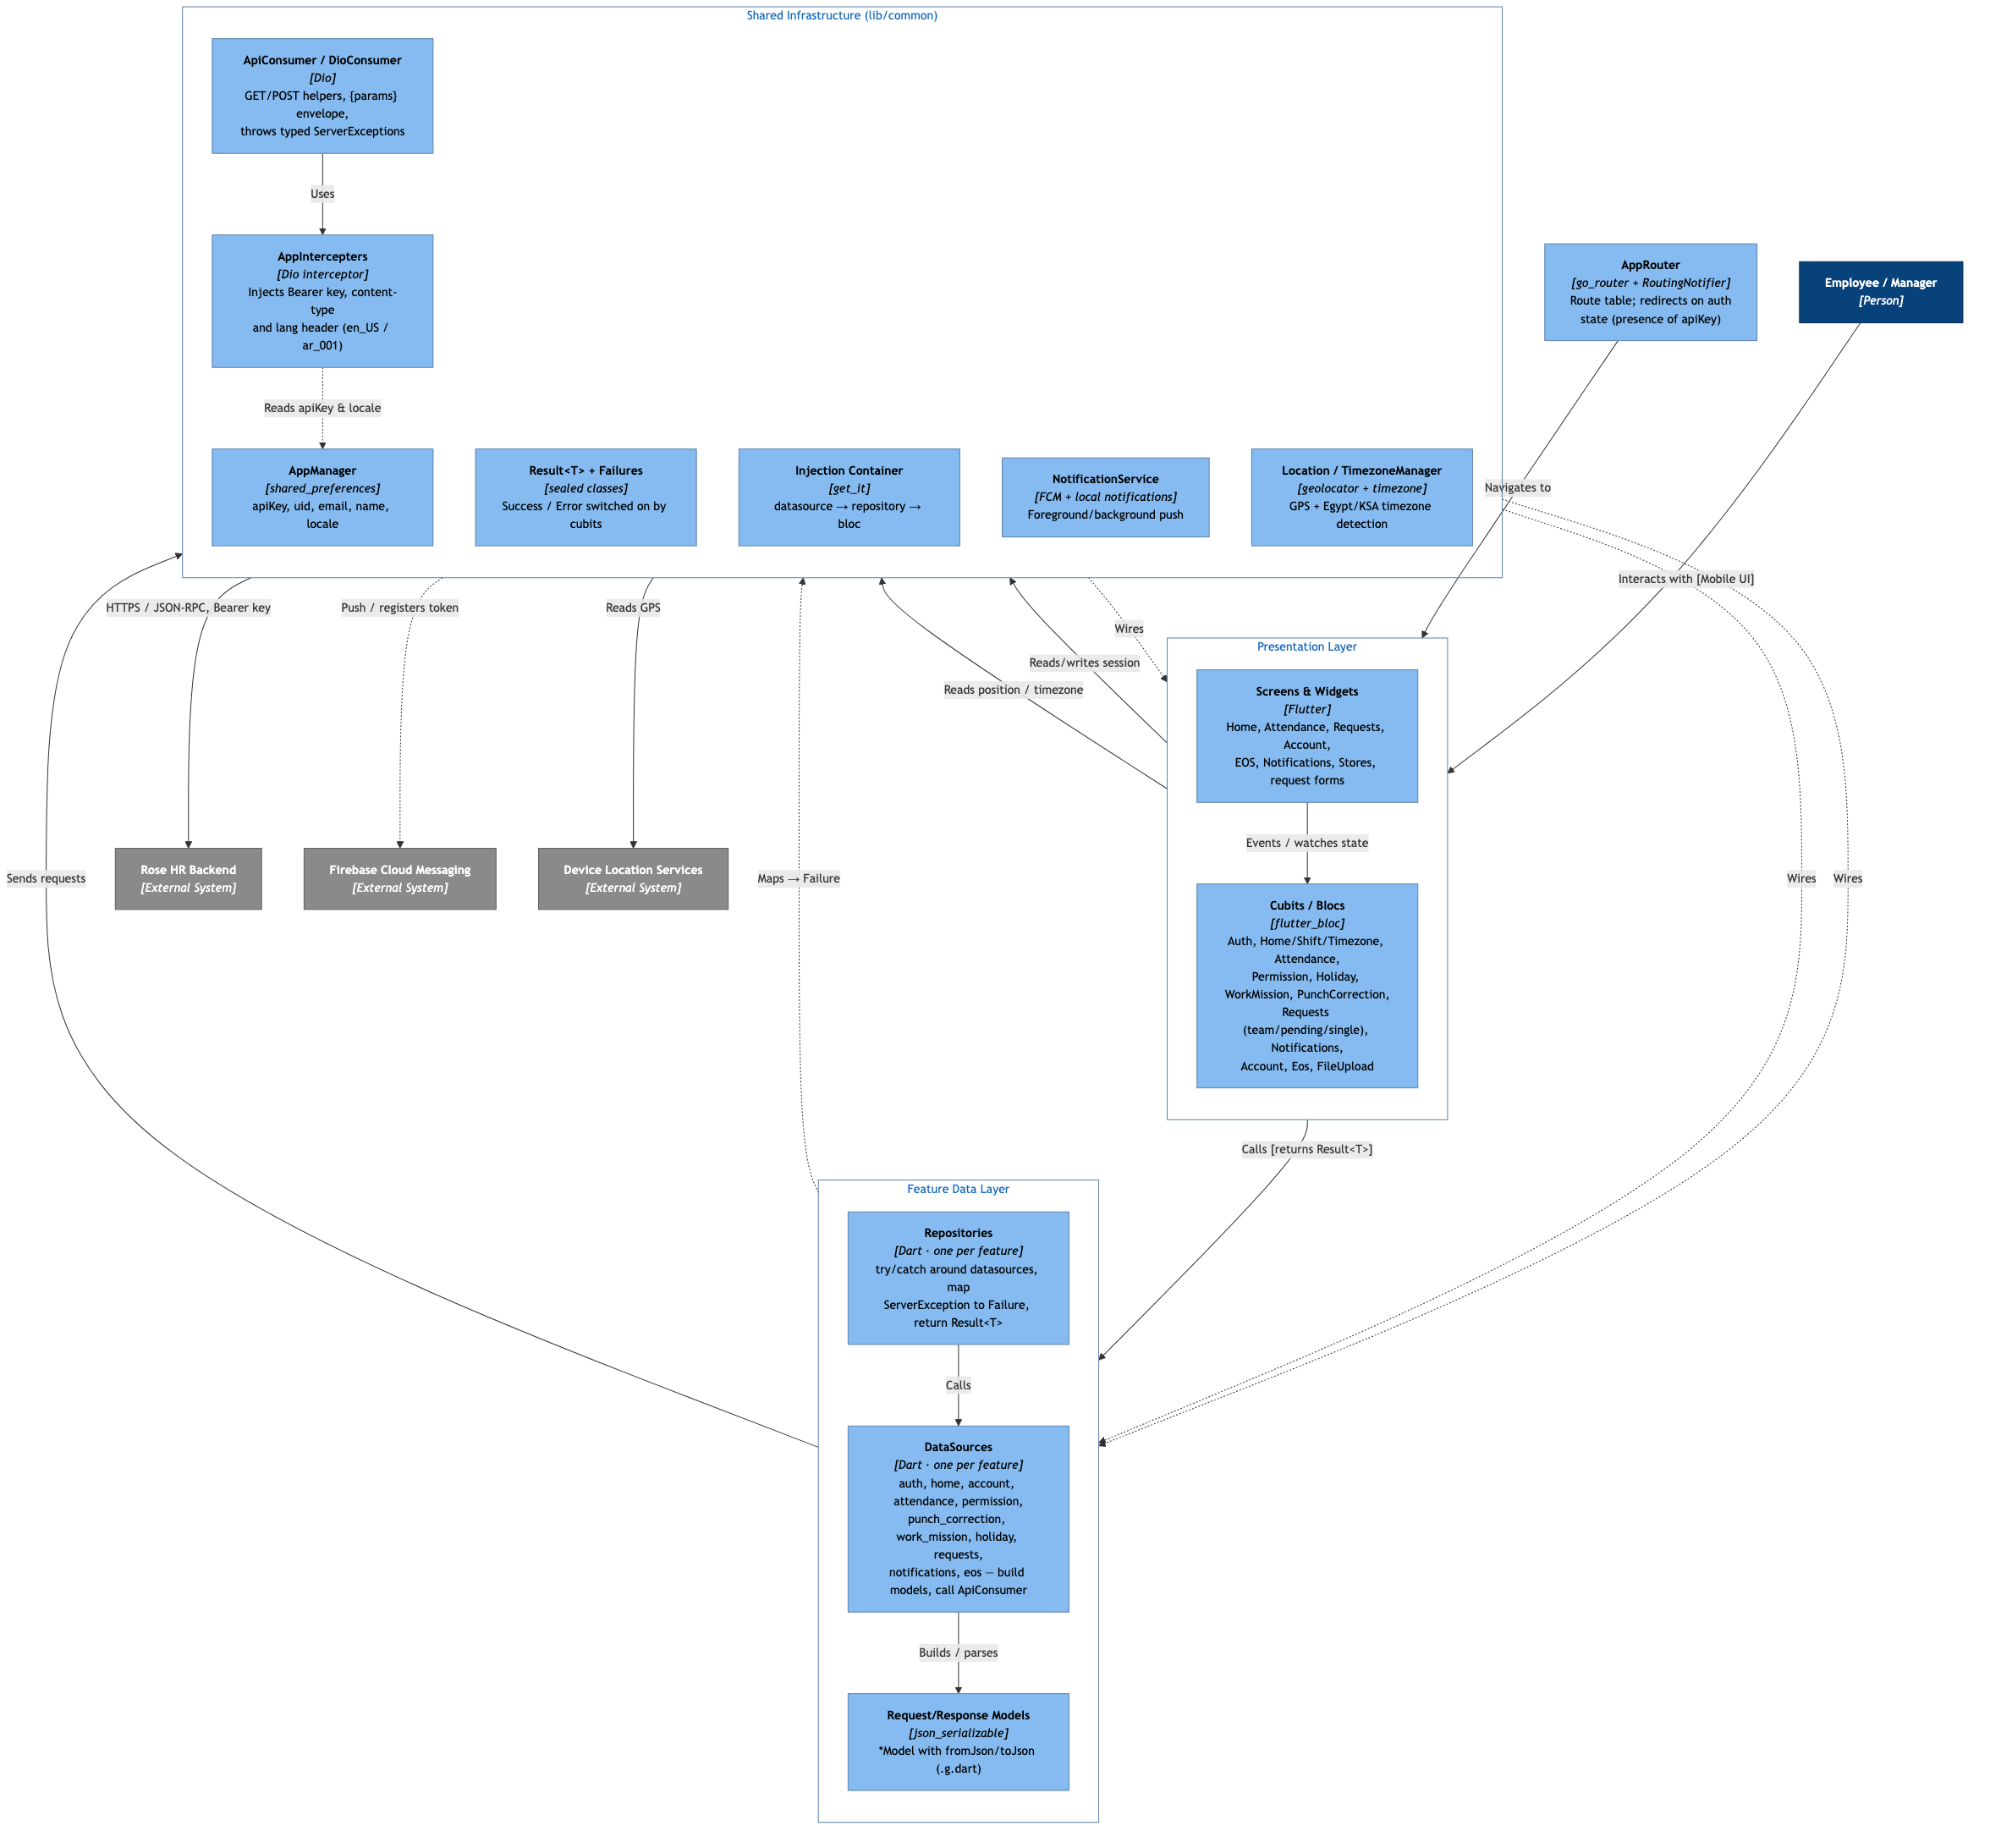 Shared Infrastructure (lib/common)
ApiConsumer / DioConsumer
[Dio]
GET/POST helpers, {params}
envelope,
throws typed ServerExceptions
Uses
AppIntercepters
[Dio interceptor]
Injects Bearer key, content-
type
and lang header (en_US /
ar_001)
Reads apiKey & locale
AppManager
[shared_preferences]
apiKey, uid, email, name,
locale
Result<T> + Failures
[sealed classes]
Success / Error switched on by
cubits
Injection Container
[get_it]
datasource → repository →
bloc
NotificationService
[FCM + local notifications]
Foreground/background push
Location / TimezoneManager
[geolocator + timezone]
GPS + Egypt/KSA timezone
detection
AppRouter
[go_router + RoutingNotifier]
Route table; redirects on auth
state (presence of apiKey)
Employee / Manager
[Person]
Navigates to
Interacts with [Mobile UI]
HTTPS / JSON-RPC, Bearer key
Push / registers token
Reads GPS
Wires
Reads/writes session
Reads position / timezone
Presentation Layer
Screens & Widgets
[Flutter]
Home, Attendance, Requests,
Account,
EOS, Notifications, Stores,
request forms
Events / watches state
Cubits / Blocs
[flutter_bloc]
Auth, Home/Shift/Timezone,
Attendance,
Permission, Holiday,
WorkMission, PunchCorrection,
Requests
(team/pending/single),
Notifications,
Account, Eos, FileUpload
Sends requests
Rose HR Backend
[External System]
Firebase Cloud Messaging
[External System]
Device Location Services
[External System]
Maps → Failure
Wires
Wires
Calls [returns Result<T>]
Feature Data Layer
Repositories
[Dart · one per feature]
try/catch around datasources,
map
ServerException to Failure,
return Result<T>
Calls
DataSources
[Dart · one per feature]
auth, home, account,
attendance, permission,
punch_correction,
work_mission, holiday,
requests,
notifications, eos — build
models, call ApiConsumer
Builds / parses
Request/Response Models
[json_serializable]
*Model with fromJson/toJson
(.g.dart)